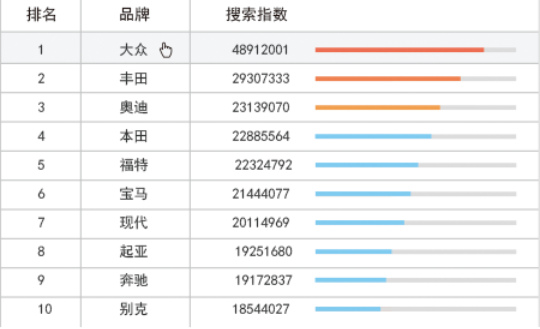 排名 品牌 搜索指数
1 大众 48912001
2 丰田 29307333
3 奥迪 23139070
4 本田 22885564
5 福特 22324792
6 宝马 21444077
7 现代 20114969
8 起亚 19251680
9 奔驰 19172837
10 别克 18544027